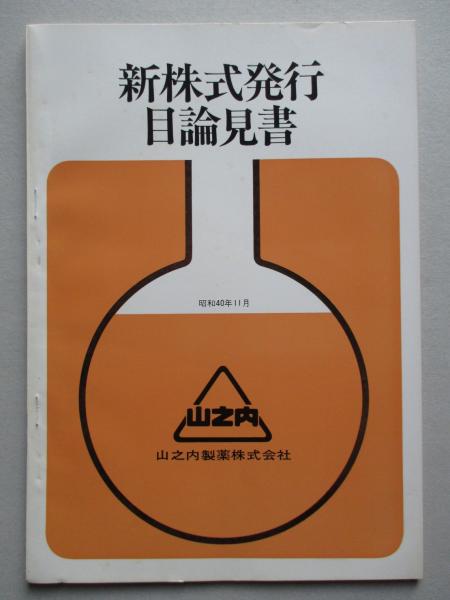 新株式発行
目論見書
昭和40年11月
山之内
山之内製薬株式会社